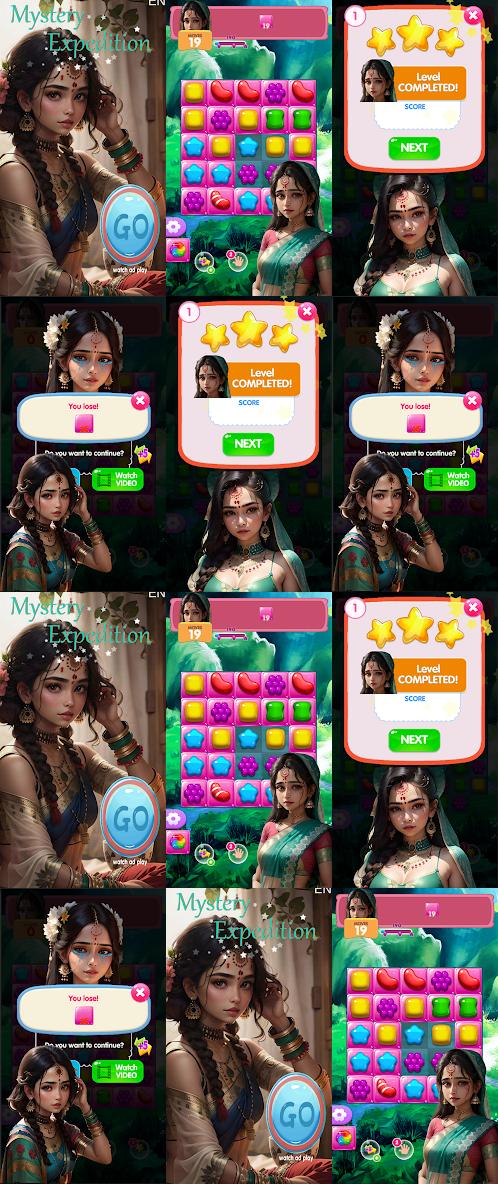 EN
Mystery
Expedition
GO
watch ad play
19
MOVES
19
1
Level
COMPLETED!
SCORE
NEXT
You lose!
Do you want to continue?
+5
Watch
VIDEO
1
Level
COMPLETED!
SCORE
NEXT
You lose!
Do you want to continue?
+5
Watch
VIDEO
EN
Mystery
Expedition
GO
watch ad play
19
MOVES
19
1
Level
COMPLETED!
SCORE
NEXT
You lose!
Do you want to continue?
+5
Watch
VIDEO
EN
Mystery
Expedition
GO
watch ad play
19
MOVES
19